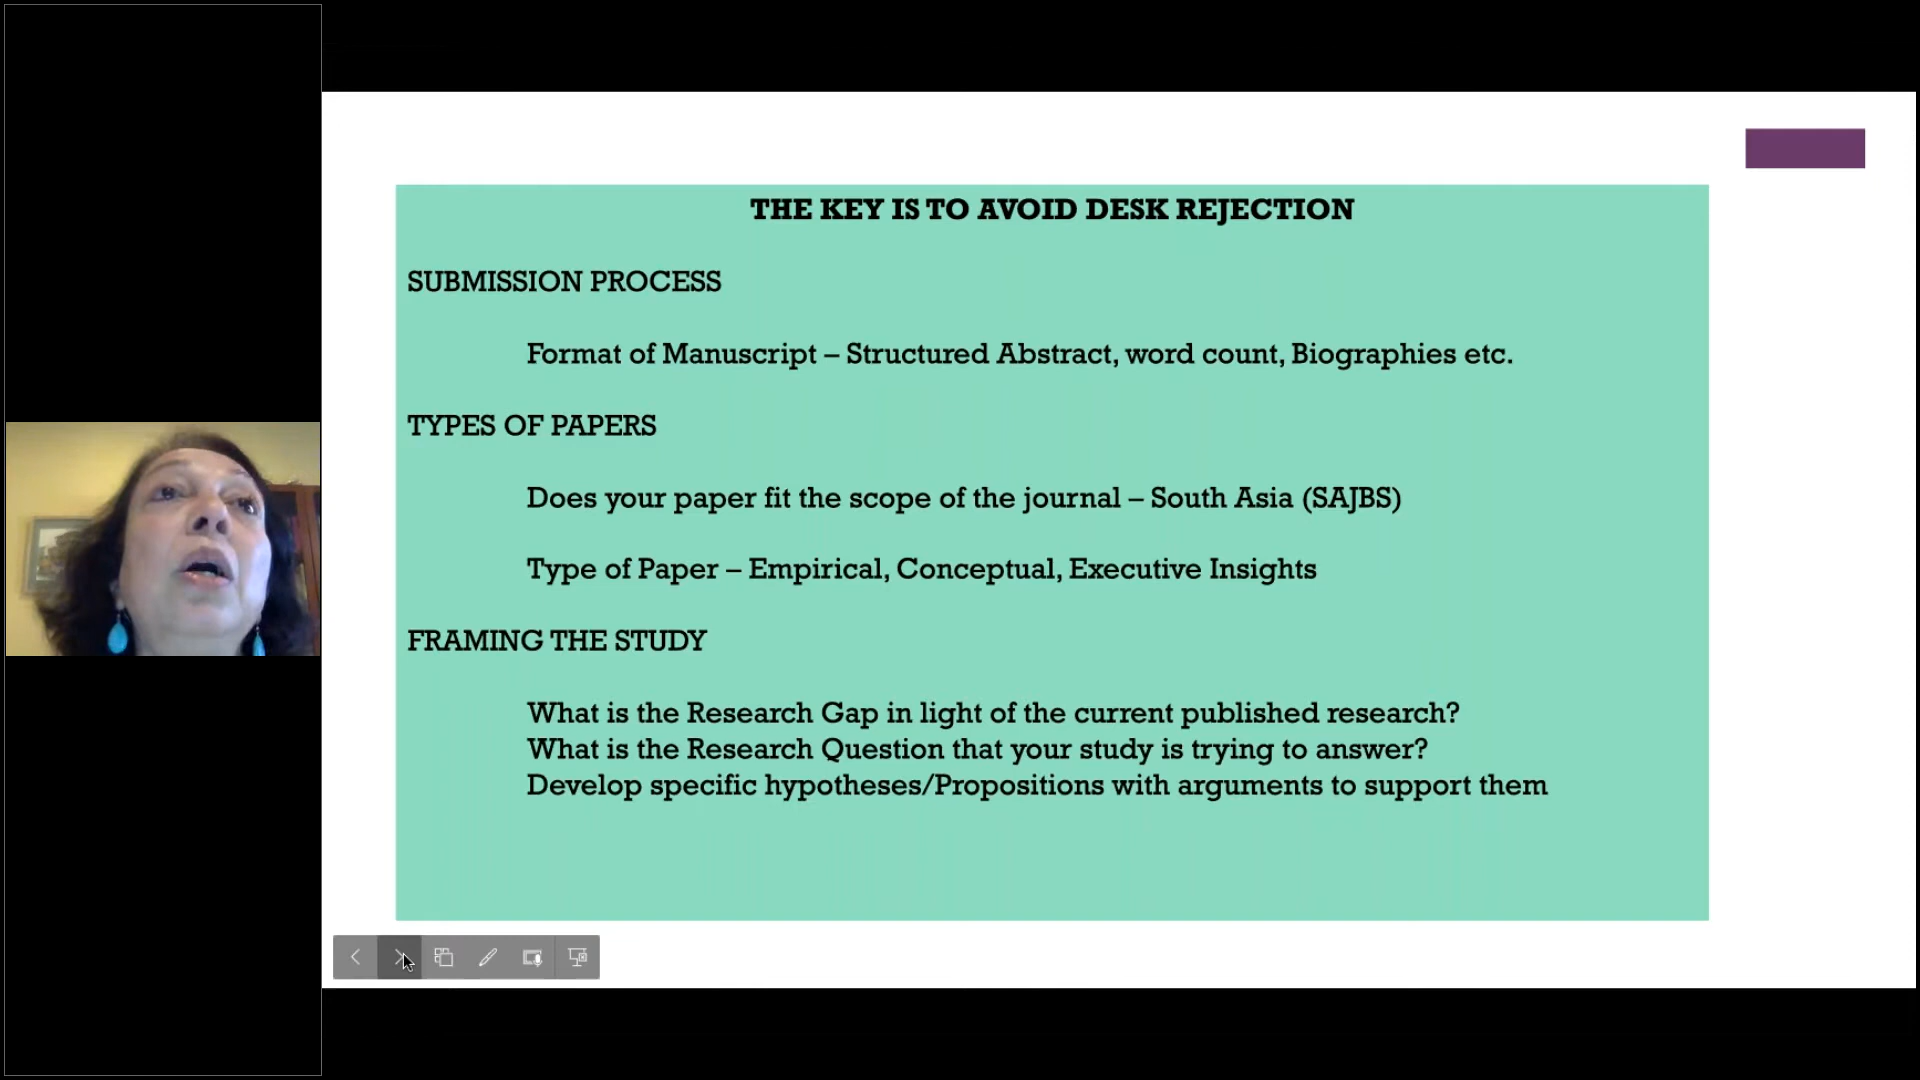 THE KEY IS TO AVOID DESK REJECTION
SUBMISSION PROCESS
Format of Manuscript – Structured Abstract, word count, Biographies etc.
TYPES OF PAPERS
Does your paper fit the scope of the journal – South Asia (SAJBS)
Type of Paper – Empirical, Conceptual, Executive Insights
FRAMING THE STUDY
What is the Research Gap in light of the current published research?
What is the Research Question that your study is trying to answer?
Develop specific hypotheses/Propositions with arguments to support them